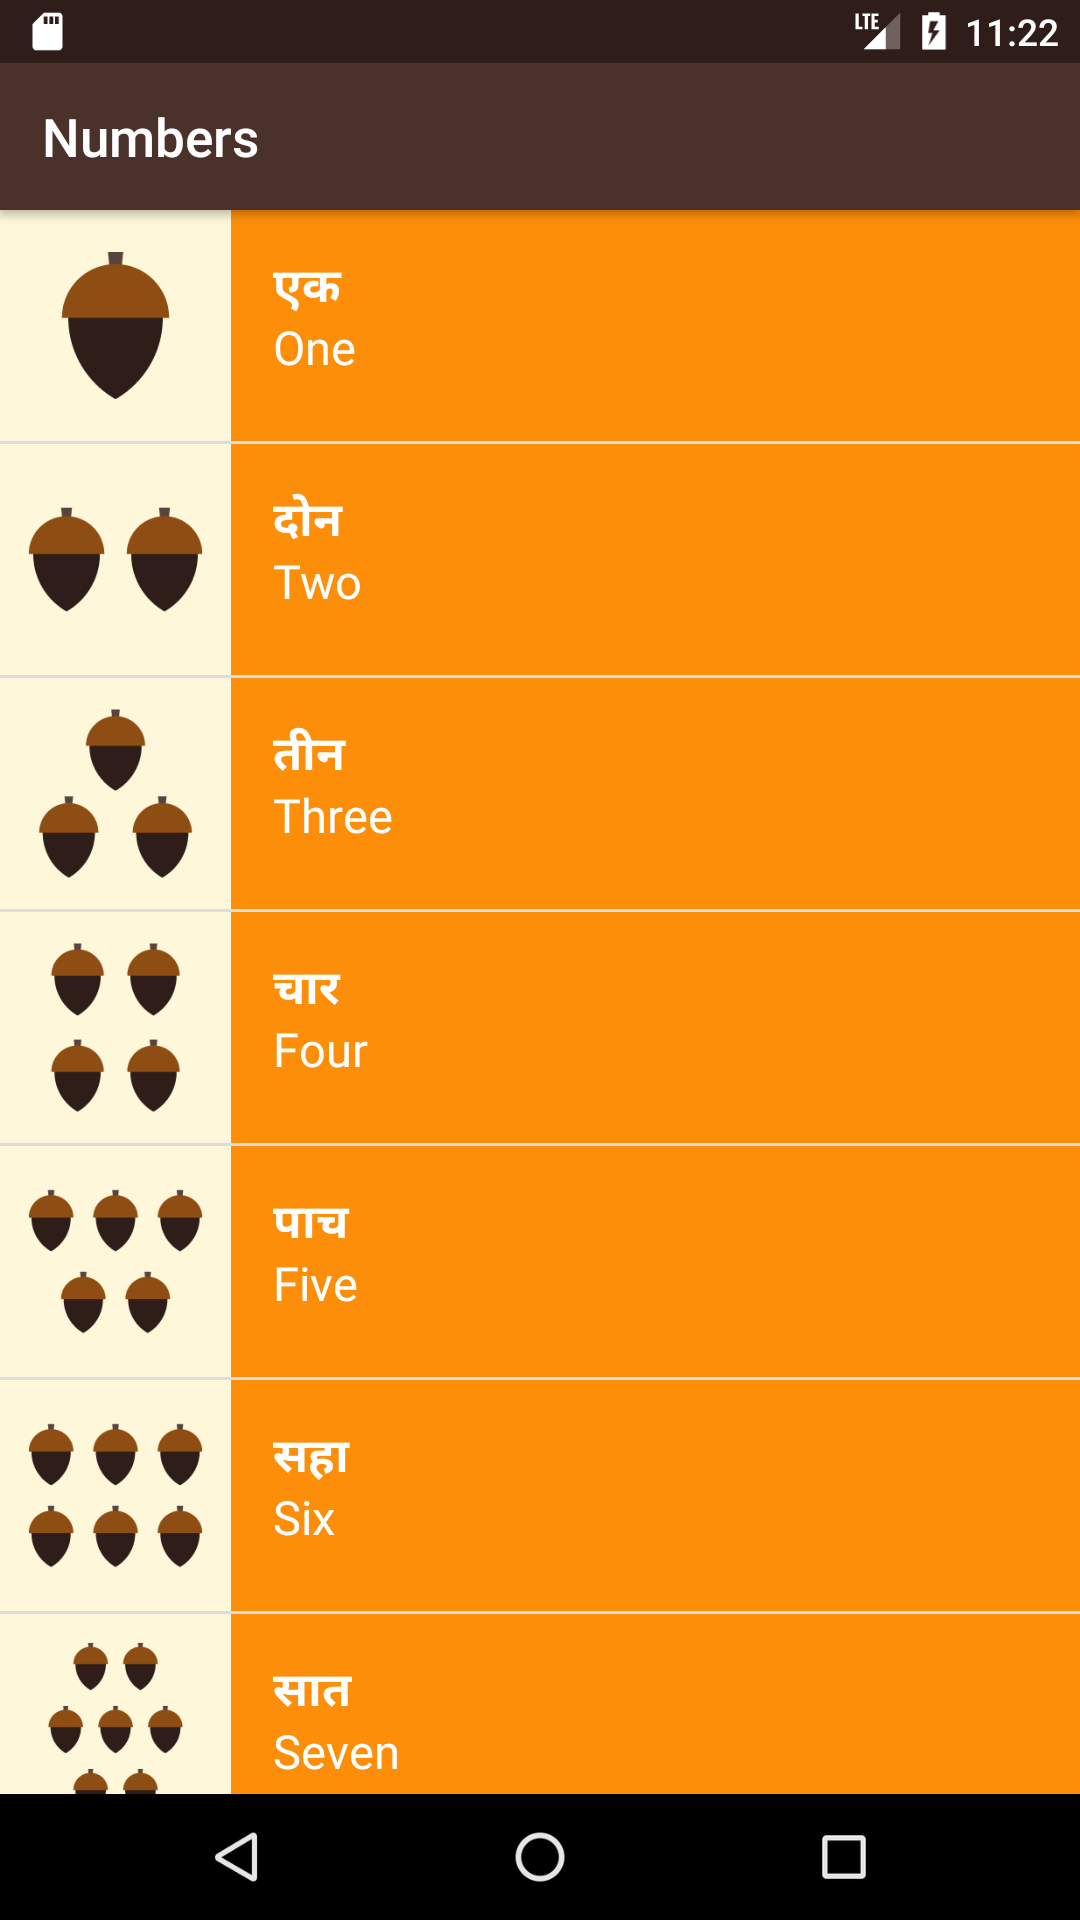 LTE 11:22
Numbers
एक
One
दोन
Two
तीन
Three
चार
Four
पाच
Five
सहा
Six
सात
Seven